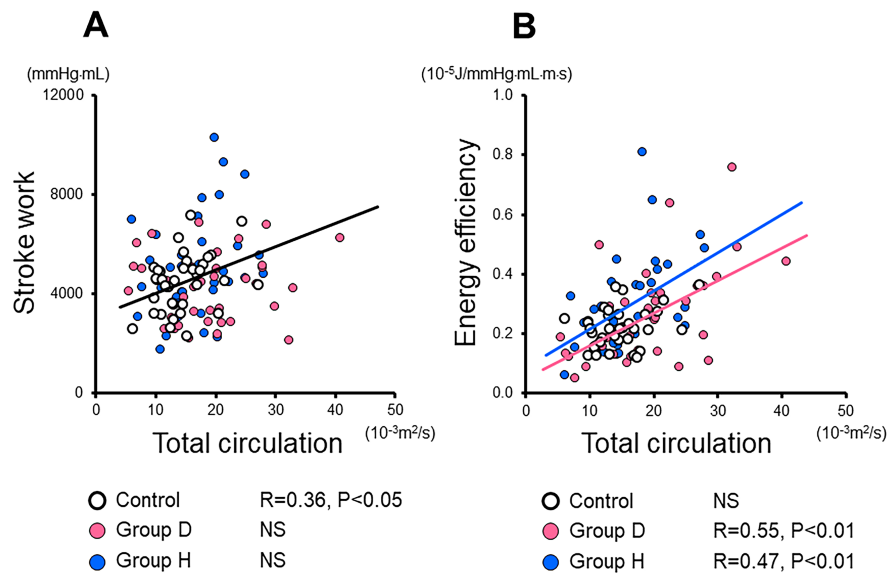 A
(mmHg·mL)
12000
8000
4000
0
0 10 20 30 40 50
Stroke work
Total circulation
(10-3m2/s)
Control R=0.36, P<0.05
Group D NS
Group H NS
B
(10-5J/mmHg·mL·m·s)
1.0
0.8
0.6
0.4
0.2
0.0
0 10 20 30 40 50
Energy efficiency
Total circulation
(10-3m2/s)
Control NS
Group D R=0.55, P<0.01
Group H R=0.47, P<0.01